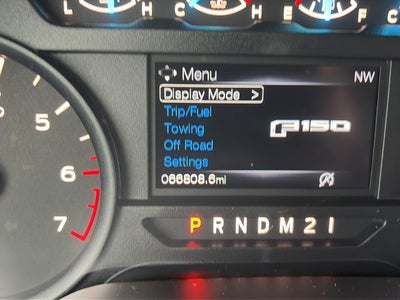 L H C H E F C
Menu NW
Display Mode >
Trip/Fuel
Towing F150
Off Road
Settings
066808.6mi
5
6
7
P R N D M 2 1